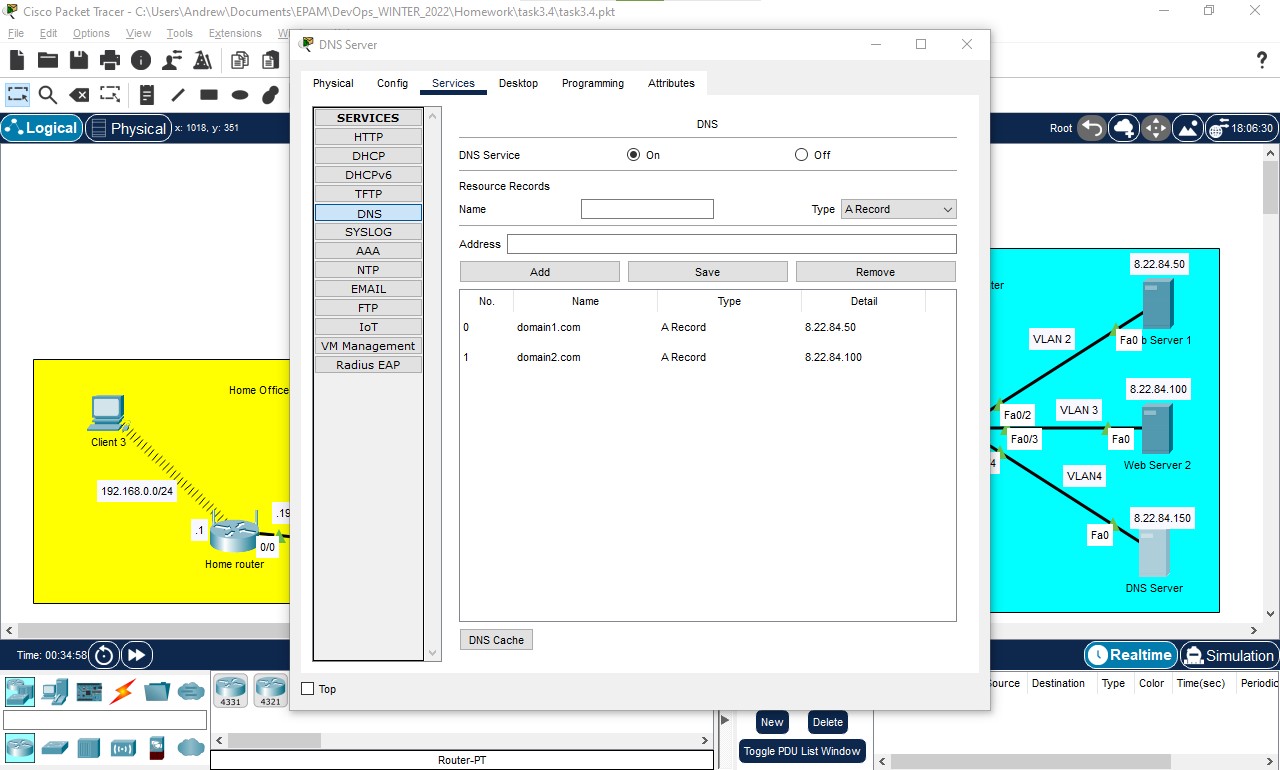 Cisco Packet Tracer - C:\Users\Andrew\Documents\EPAM\DevOps_WINTER_2022\Homework\task3.4\task3.4.pkt
File Edit Options View Tools Extensions
?
Logical Physical x: 1018, y: 351
Root 18:06:30
DNS Server
Physical Config Services Desktop Programming Attributes
SERVICES
HTTP
DHCP
DHCPv6
TFTP
DNS
SYSLOG
AAA
NTP
EMAIL
FTP
IoT
VM Management
Radius EAP
DNS
DNS Service On Off
Resource Records
Name Type A Record
Address
Add Save Remove
No. Name Type Detail
0 domain1.com A Record 8.22.84.50
1 domain2.com A Record 8.22.84.100
DNS Cache
Top
Home Office
Client 3
192.168.0.0/24
.1
.19
0/0
Home router
ter
8.22.84.50
VLAN 2
Fa0
b Server 1
8.22.84.100
VLAN 3
Fa0/2
Fa0/3
Fa0
Web Server 2
4
VLAN4
8.22.84.150
Fa0
DNS Server
Time: 00:34:58
Realtime Simulation
4331 4321
Router-PT
New Delete
Toggle PDU List Window
Source Destination Type Color Time(sec) Periodic